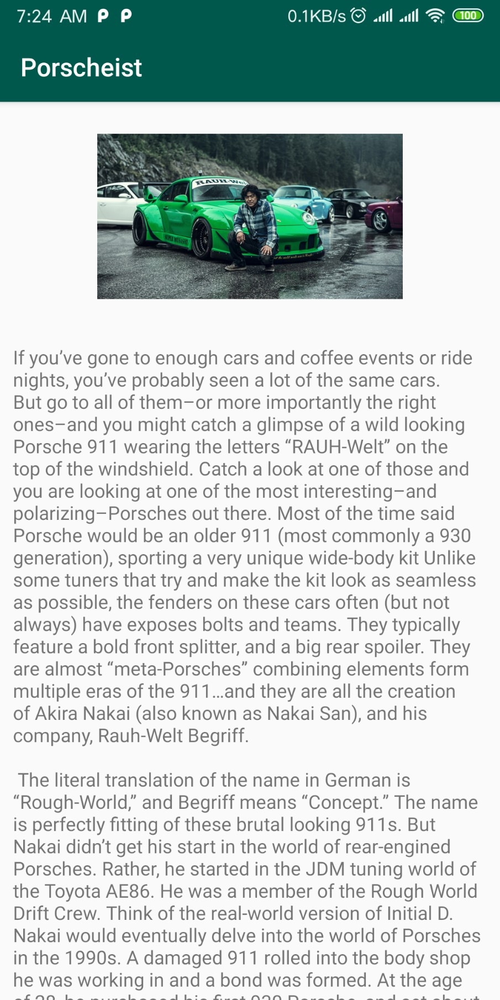 7:24 AM
0.1KB/s
100
Porscheist
RAUH-Wel
SUPER MUSASHI
If you’ve gone to enough cars and coffee events or ride
nights, you’ve probably seen a lot of the same cars.
But go to all of them–or more importantly the right
ones–and you might catch a glimpse of a wild looking
Porsche 911 wearing the letters “RAUH-Welt” on the
top of the windshield. Catch a look at one of those and
you are looking at one of the most interesting–and
polarizing–Porsches out there. Most of the time said
Porsche would be an older 911 (most commonly a 930
generation), sporting a very unique wide-body kit Unlike
some tuners that try and make the kit look as seamless
as possible, the fenders on these cars often (but not
always) have exposes bolts and teams. They typically
feature a bold front splitter, and a big rear spoiler. They
are almost “meta-Porsches” combining elements form
multiple eras of the 911…and they are all the creation
of Akira Nakai (also known as Nakai San), and his
company, Rauh-Welt Begriff.
The literal translation of the name in German is
“Rough-World,” and Begriff means “Concept.” The name
is perfectly fitting of these brutal looking 911s. But
Nakai didn’t get his start in the world of rear-engined
Porsches. Rather, he started in the JDM tuning world of
the Toyota AE86. He was a member of the Rough World
Drift Crew. Think of the real-world version of Initial D.
Nakai would eventually delve into the world of Porsches
in the 1990s. A damaged 911 rolled into the body shop
he was working in and a bond was formed. At the age
of 28, he purchased his first 930 Porsche, and set about